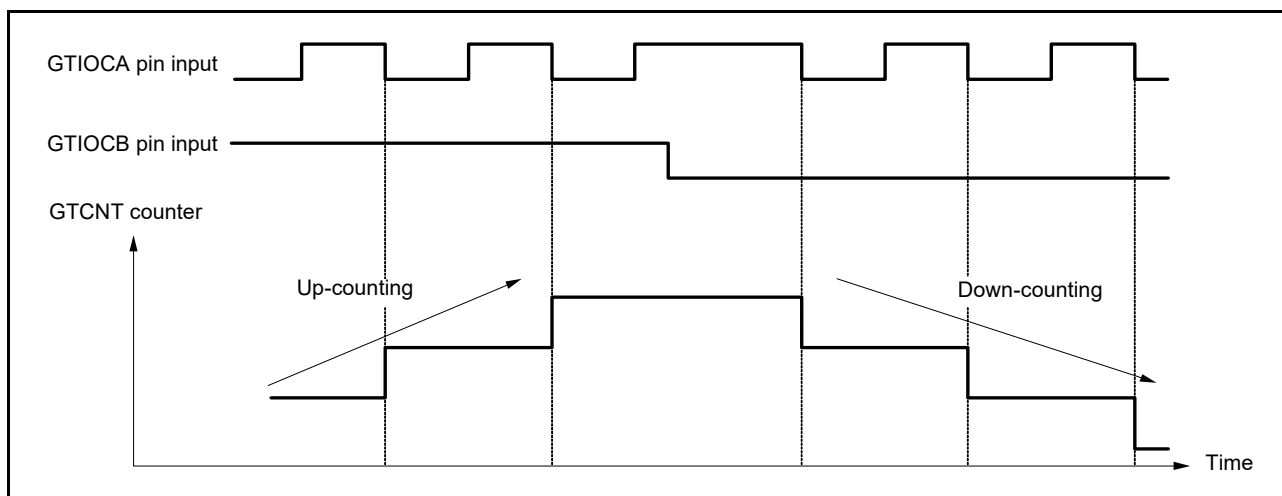 GTIOCA pin input
GTIOCB pin input
GTCNT counter
Up-counting
Down-counting
Time